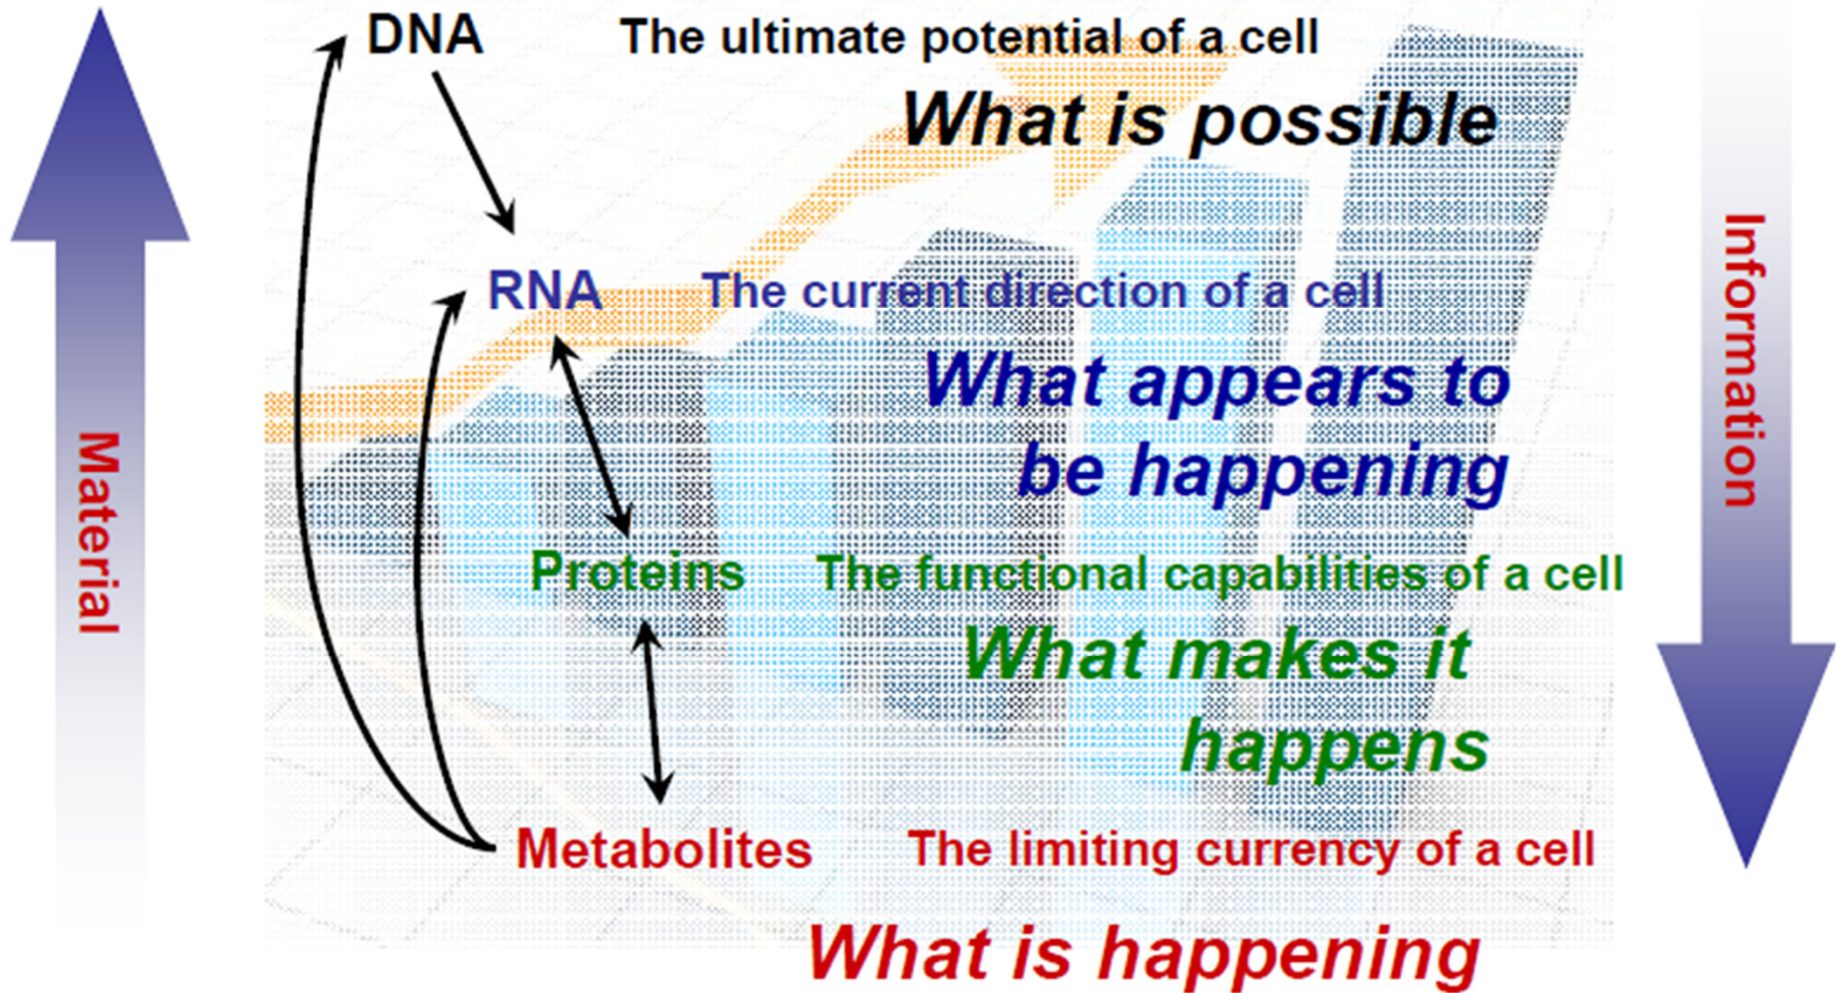 DNA The ultimate potential of a cell
What is possible
RNA The current direction of a cell
What appears to
be happening
Proteins The functional capabilities of a cell
What makes it
happens
Metabolites The limiting currency of a cell
What is happening
Material
Information